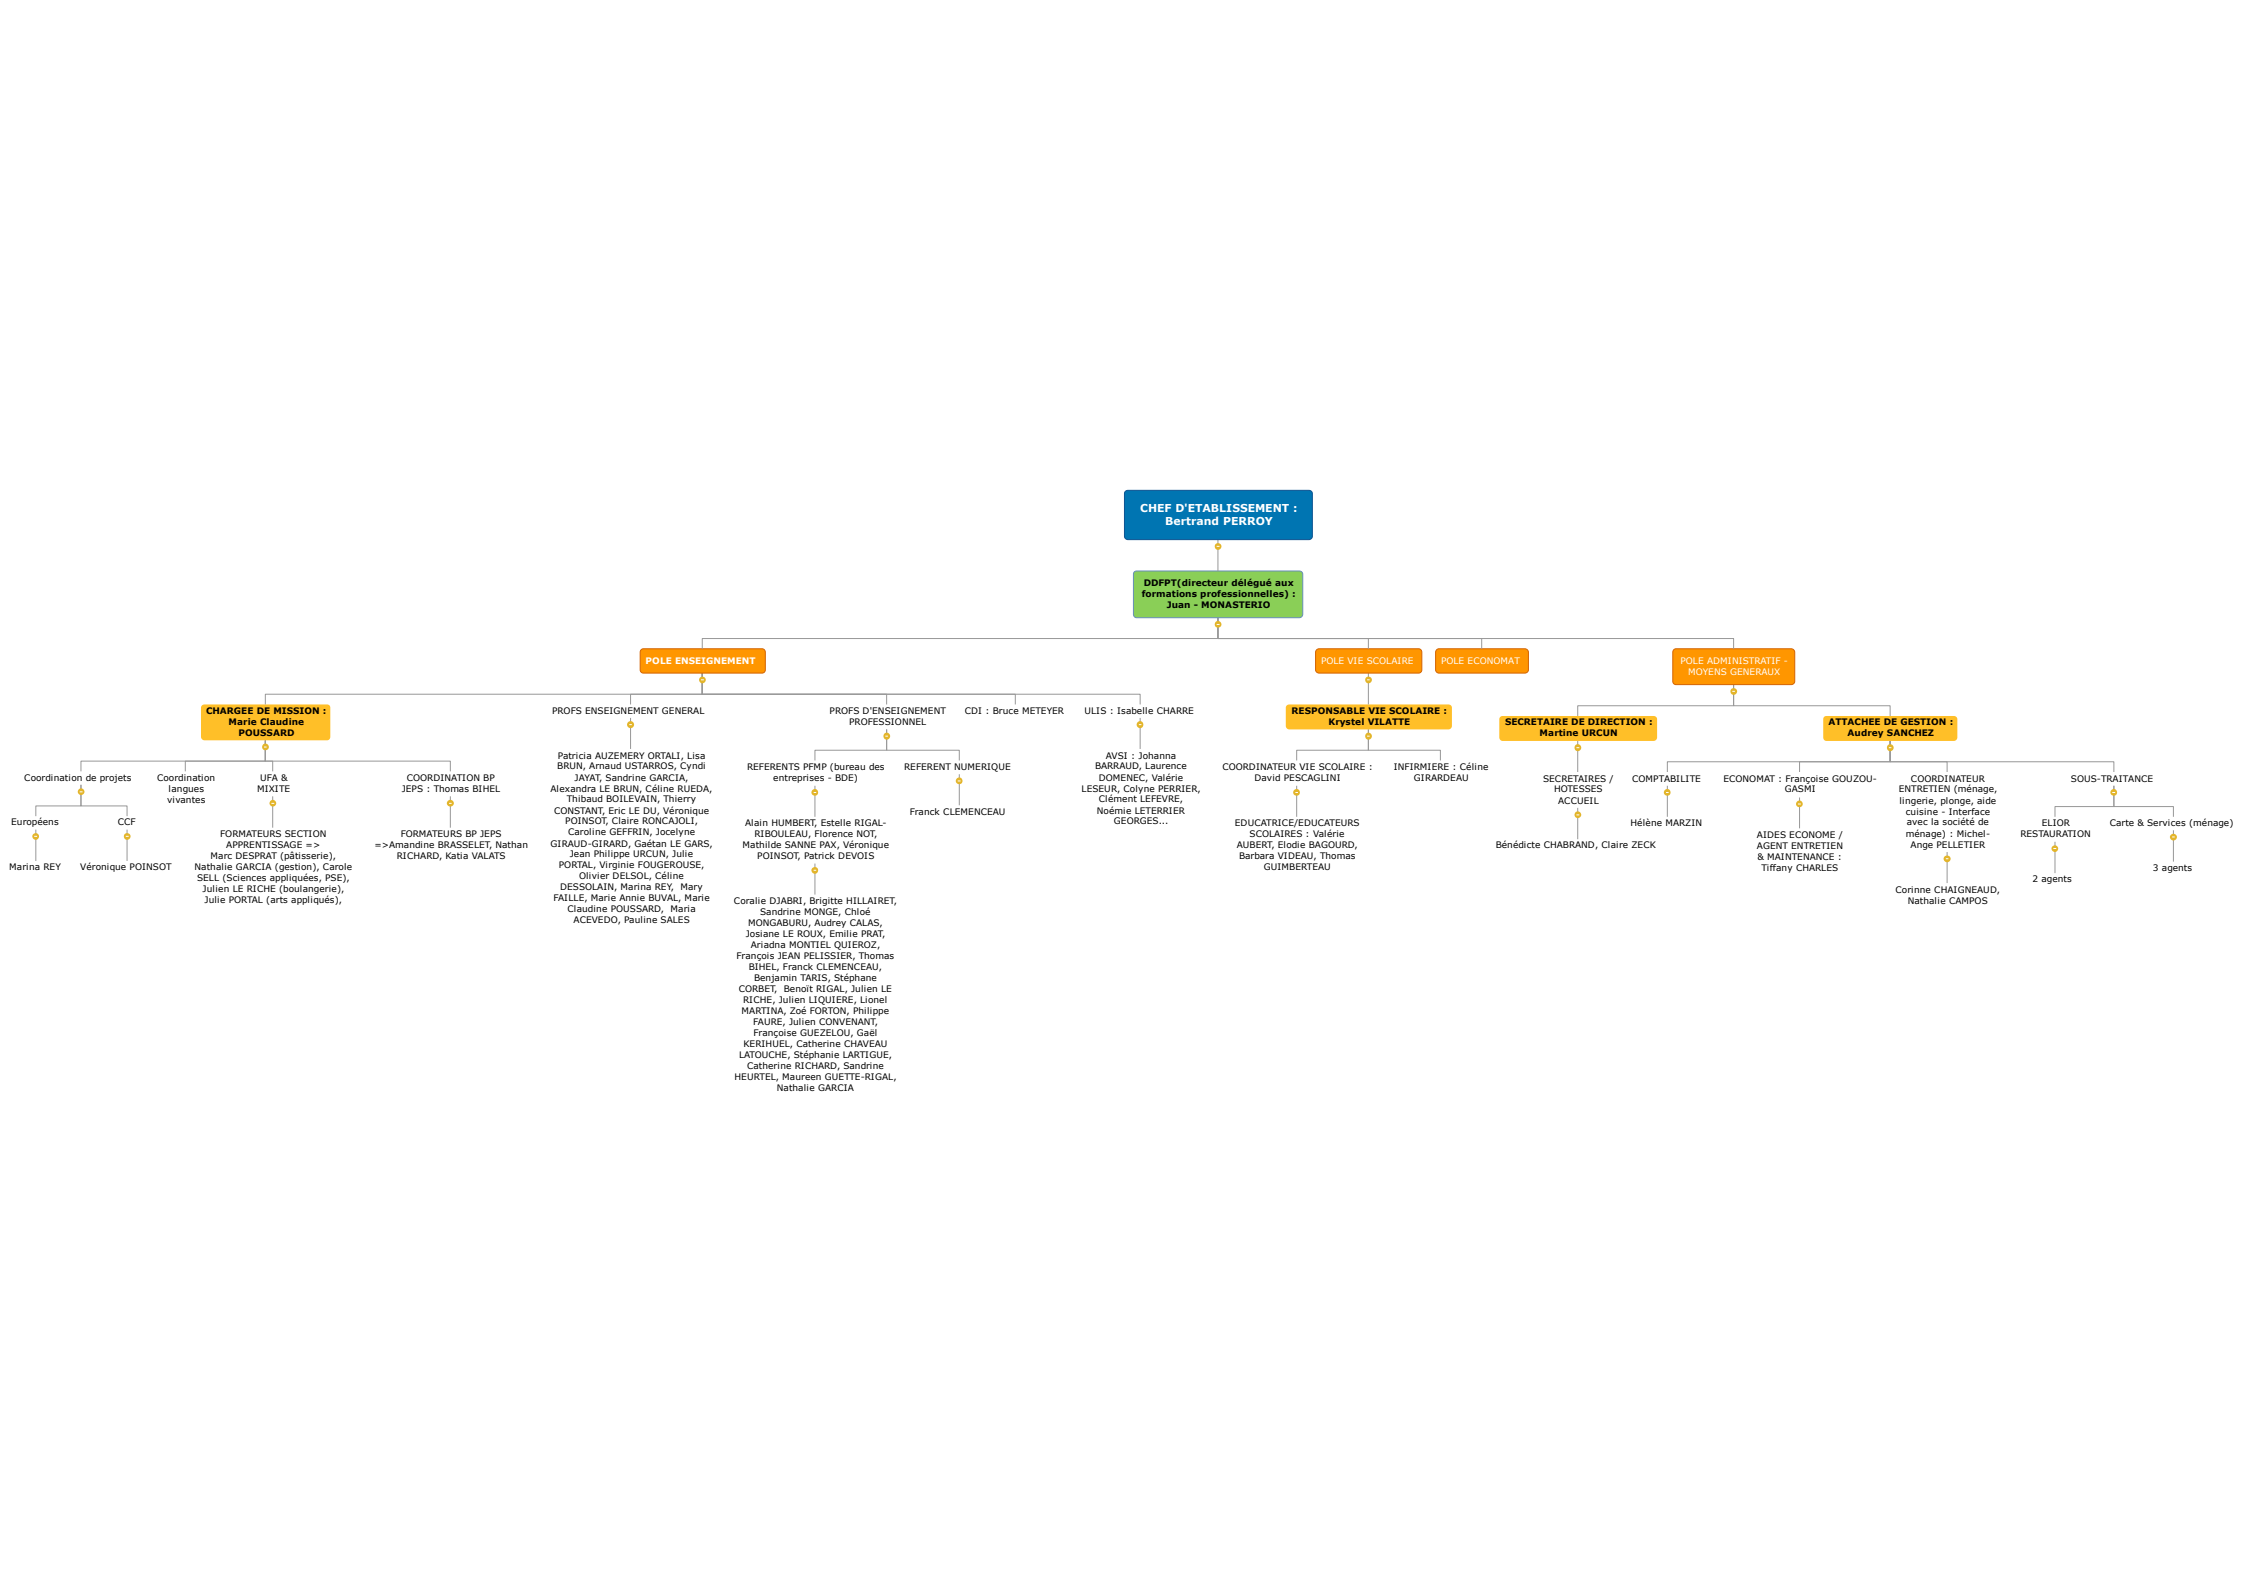 CHEF D'ETABLISSEMENT :
Bertrand PERROY
DDFPT(directeur délégué aux
formations professionnelles) :
Juan - MONASTERIO
POLE ENSEIGNEMENT
POLE VIE SCOLAIRE
POLE ECONOMAT
POLE ADMINISTRATIF -
MOYENS GENERAUX
CHARGEE DE MISSION :
Marie Claudine
POUSSARD
PROFS ENSEIGNEMENT GENERAL
PROFS D'ENSEIGNEMENT
PROFESSIONNEL
CDI : Bruce METEYER
ULIS : Isabelle CHARRE
RESPONSABLE VIE SCOLAIRE :
Krystel VILATTE
SECRETAIRE DE DIRECTION :
Martine URCUN
ATTACHEE DE GESTION :
Audrey SANCHEZ
Coordination de projets
Coordination
langues
vivantes
UFA &
MIXITE
COORDINATION BP
JEPS : Thomas BIHEL
Européens
CCF
Marina REY
Véronique POINSOT
FORMATEURS SECTION
APPRENTISSAGE =>
Marc DESPRAT (pâtisserie),
Nathalie GARCIA (gestion), Carole
SELL (Sciences appliquées, PSE),
Julien LE RICHE (boulangerie),
Julie PORTAL (arts appliqués),
FORMATEURS BP JEPS
=>Amandine BRASSELET, Nathan
RICHARD, Katia VALATS
Patricia AUZEMERY ORTALI, Lisa
BRUN, Arnaud USTARROS, Cyndi
JAYAT, Sandrine GARCIA,
Alexandra LE BRUN, Céline RUEDA,
Thibaud BOILEVAIN, Thierry
CONSTANT, Eric LE DU, Véronique
POINSOT, Claire RONCAJOLI,
Caroline GEFFRIN, Jocelyne
GIRAUD-GIRARD, Gaétan LE GARS,
Jean Philippe URCUN, Julie
PORTAL, Virginie FOUGEROUSE,
Olivier DELSOL, Céline
DESSOLAIN, Marina REY, Mary
FAILLE, Marie Annie BUVAL, Marie
Claudine POUSSARD, Maria
ACEVEDO, Pauline SALES
REFERENTS PFMP (bureau des
entreprises - BDE)
REFERENT NUMERIQUE
Franck CLEMENCEAU
Alain HUMBERT, Estelle RIGAL-
RIBOULEAU, Florence NOT,
Mathilde SANNE PAX, Véronique
POINSOT, Patrick DEVOIS
Coralie DJABRI, Brigitte HILLAIRET,
Sandrine MONGE, Chloé
MONGABURU, Audrey CALAS,
Josiane LE ROUX, Emilie PRAT,
Ariadna MONTIEL QUIEROZ,
François JEAN PELISSIER, Thomas
BIHEL, Franck CLEMENCEAU,
Benjamin TARIS, Stéphane
CORBET, Benoït RIGAL, Julien LE
RICHE, Julien LIQUIERE, Lionel
MARTINA, Zoé FORTON, Philippe
FAURE, Julien CONVENANT,
Françoise GUEZELOU, Gaël
KERIHUEL, Catherine CHAVEAU
LATOUCHE, Stéphanie LARTIGUE,
Catherine RICHARD, Sandrine
HEURTEL, Maureen GUETTE-RIGAL,
Nathalie GARCIA
AVSI : Johanna
BARRAUD, Laurence
DOMENEC, Valérie
LESEUR, Colyne PERRIER,
Clément LEFEVRE,
Noémie LETERRIER
GEORGES...
COORDINATEUR VIE SCOLAIRE :
David PESCAGLINI
INFIRMIERE : Céline
GIRARDEAU
EDUCATRICE/EDUCATEURS
SCOLAIRES : Valérie
AUBERT, Elodie BAGOURD,
Barbara VIDEAU, Thomas
GUIMBERTEAU
SECRETAIRES /
HOTESSES
ACCUEIL
Bénédicte CHABRAND, Claire ZECK
COMPTABILITE
Hélène MARZIN
ECONOMAT : Françoise GOUZOU-
GASMI
AIDES ECONOME /
AGENT ENTRETIEN
& MAINTENANCE :
Tiffany CHARLES
COORDINATEUR
ENTRETIEN (ménage,
lingerie, plonge, aide
cuisine - Interface
avec la société de
ménage) : Michel-
Ange PELLETIER
Corinne CHAIGNEAUD,
Nathalie CAMPOS
SOUS-TRAITANCE
ELIOR
RESTAURATION
Carte & Services (ménage)
2 agents
3 agents